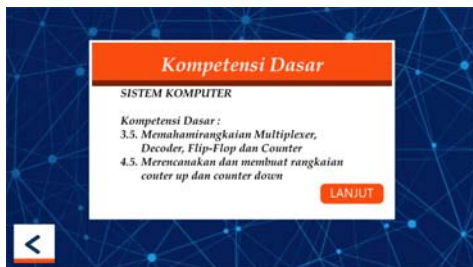 Kompetensi Dasar
SISTEM KOMPUTER
Kompetensi Dasar :
3.5. Memahamirangkaian Multiplexer,
Decoder, Flip-Flop dan Counter
4.5. Merencanakan dan membuat rangkaian
couter up dan counter down
LANJUT
<